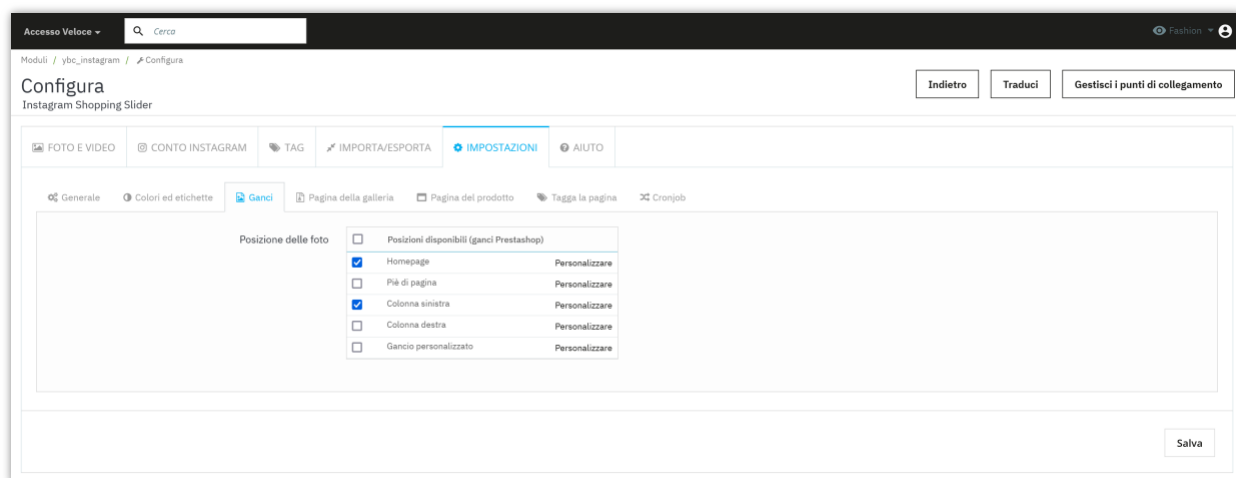 Accesso Veloce
Cerca
Fashion
Moduli / ybc_instagram / Configura
Configura
Instagram Shopping Slider
Indietro
Traduci
Gestisci i punti di collegamento
FOTO E VIDEO
CONTO INSTAGRAM
TAG
IMPORTA/ESPORTA
IMPOSTAZIONI
AIUTO
Generale
Colori ed etichette
Ganci
Pagina della galleria
Pagina del prodotto
Tagga la pagina
Cronjob
Posizione delle foto
Posizioni disponibili (ganci Prestashop)
Homepage Personalizzare
Piè di pagina Personalizzare
Colonna sinistra Personalizzare
Colonna destra Personalizzare
Gancio personalizzato Personalizzare
Salva